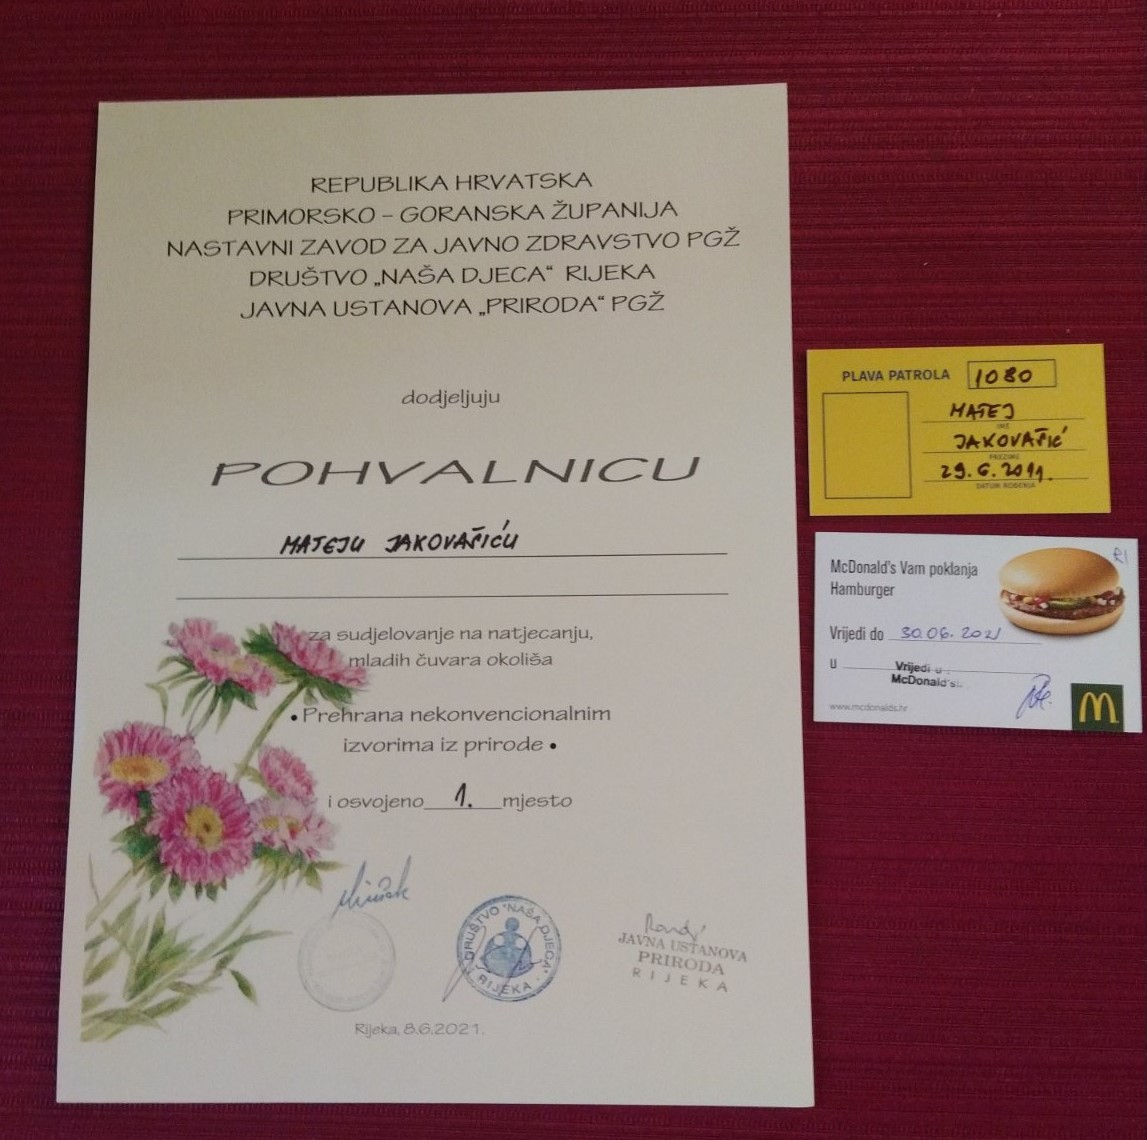 REPUBLIKA HRVATSKA
PRIMORSKO – GORANSKA ŽUPANIJA
NASTAVNI ZAVOD ZA JAVNO ZDRAVSTVO PGŽ
DRUŠTVO „NAŠA DJECA“ RIJEKA
JAVNA USTANOVA „PRIRODA“ PGŽ
dodjeljuju
POHVALNICU
MATEJU JAKOVAŠIĆU
za sudjelovanje na natjecanju,
mladih čuvara okoliša
• Prehrana nekonvencionalnim
izvorima iz prirode •
i osvojeno 1. mjesto
DRUŠTVO "NAŠA DJECA"
RIJEKA
JAVNA USTANOVA
PRIRODA
RIJEKA
Rijeka, 8.6.2021.
PLAVA PATROLA 1080
MATEJ
IME
JAKOVAŠIĆ
PREZIME
29.6.2011.
DATUM ROĐENJA
RI
McDonald's Vam poklanja
Hamburger
Vrijedi do 30.06.2021
U Vrijedi u
McDonald's
www.mcdonalds.hr